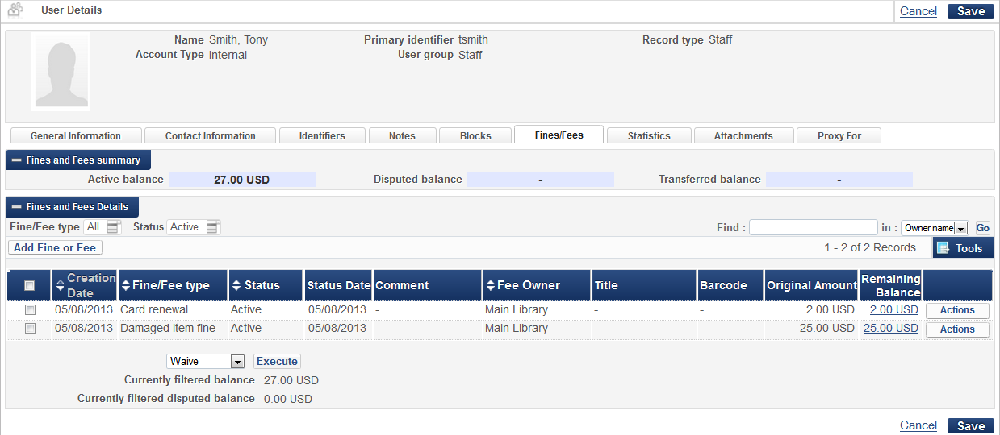 User Details
Cancel Save
Name Smith, Tony Primary identifier tsmith Record type Staff
Account Type Internal User group Staff
General Information Contact Information Identifiers Notes Blocks Fines/Fees Statistics Attachments Proxy For
Fines and Fees summary
Active balance 27.00 USD Disputed balance - Transferred balance -
Fines and Fees Details
Fine/Fee type All Status Active Find : in : Owner name Go
Add Fine or Fee 1 - 2 of 2 Records Tools
Creation Date Fine/Fee type Status Status Date Comment Fee Owner Title Barcode Original Amount Remaining Balance
05/08/2013 Card renewal Active 05/08/2013 - Main Library - - 2.00 USD 2.00 USD Actions
05/08/2013 Damaged item fine Active 05/08/2013 - Main Library - - 25.00 USD 25.00 USD Actions
Waive Execute
Currently filtered balance 27.00 USD
Currently filtered disputed balance 0.00 USD
Cancel Save